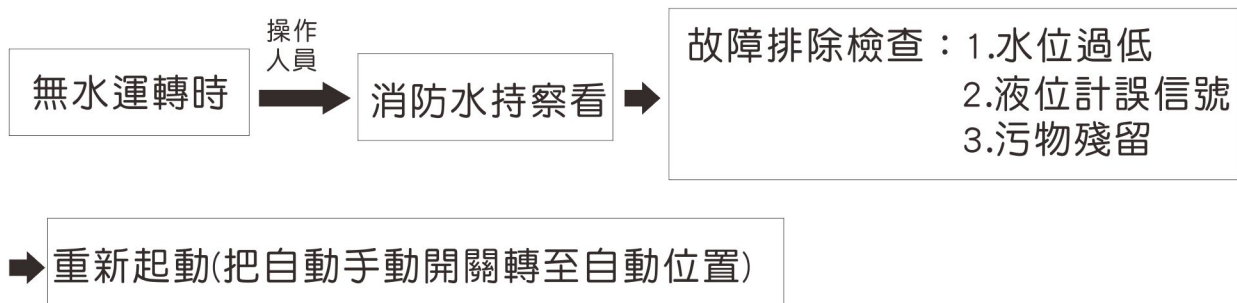 無水運轉時
操作
人員
消防水持察看
故障排除檢查：1.水位過低
2.液位計誤信號
3.污物殘留
重新起動(把自動手動開關轉至自動位置)